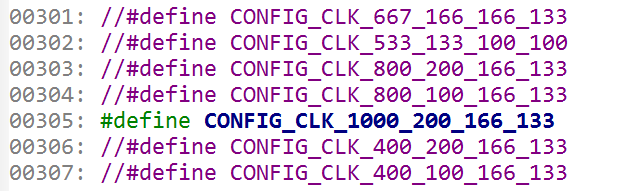 00301: //#define CONFIG_CLK_667_166_166_133
00302: //#define CONFIG_CLK_533_133_100_100
00303: //#define CONFIG_CLK_800_200_166_133
00304: //#define CONFIG_CLK_800_100_166_133
00305: #define CONFIG_CLK_1000_200_166_133
00306: //#define CONFIG_CLK_400_200_166_133
00307: //#define CONFIG_CLK_400_100_166_133